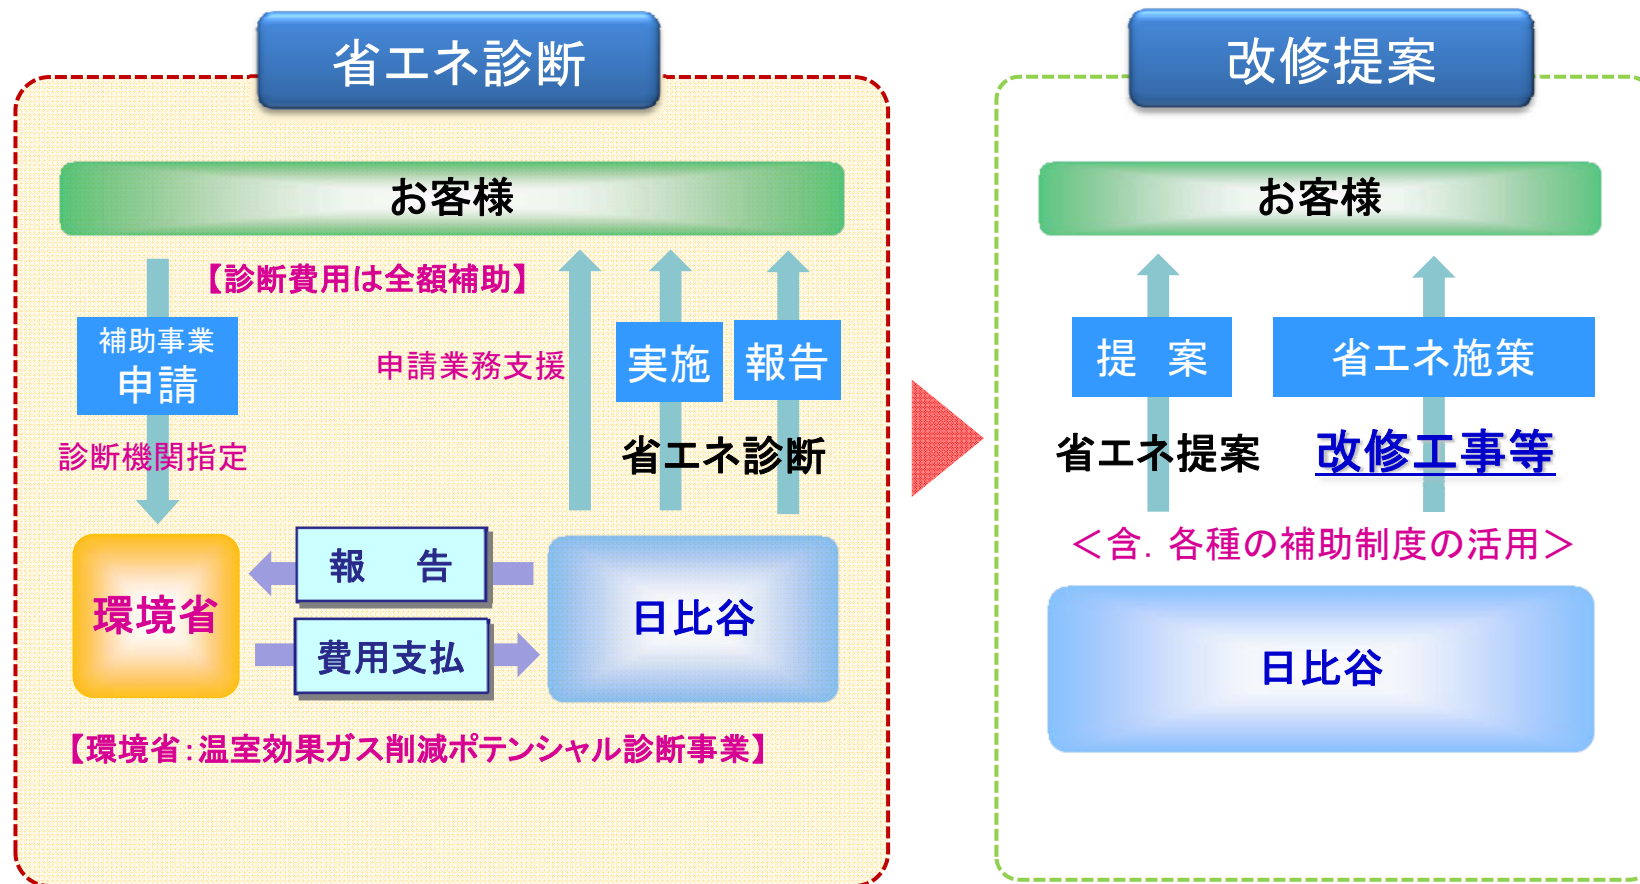 省エネ診断
お客様
【診断費用は全額補助】
補助事業
申請
診断機関指定
申請業務支援
実施
報告
省エネ診断
環境省
報　告
費用支払
日比谷
【環境省：温室効果ガス削減ポテンシャル診断事業】
改修提案
お客様
提　案
省エネ施策
省エネ提案
改修工事等
＜含．各種の補助制度の活用＞
日比谷